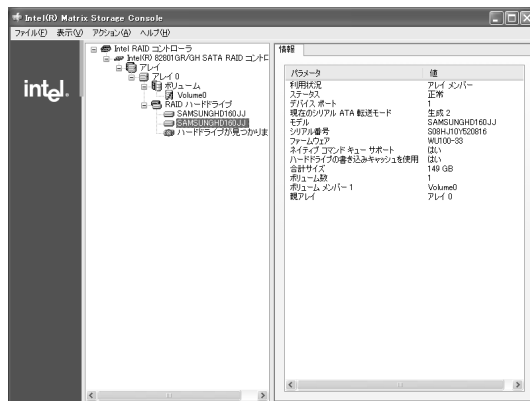 Intel(R) Matrix Storage Console
ファイル(F) 表示(V) アクション(A) ヘルプ(H)
intel.
Intel RAID コントローラ
Intel(R) 82801GR/GH SATA RAID コントロ
アレイ
アレイ 0
ボリューム
Volume0
RAID ハードドライブ
SAMSUNGHD160JJ
SAMSUNGHD160JJ
ハードドライブが見つかりま
情報
パラメータ 値
利用状況 アレイ メンバー
ステータス 正常
デバイス ポート 1
現在のシリアル ATA 転送モード 生成 2
モデル SAMSUNGHD160JJ
シリアル番号 S08HJ10Y520816
ファームウェア WU100-33
ネイティブ コマンド キュー サポート はい
ハードドライブの書き込みキャッシュを使用 はい
合計サイズ 149 GB
ボリューム数 1
ボリューム メンバー 1 Volume0
親アレイ アレイ 0